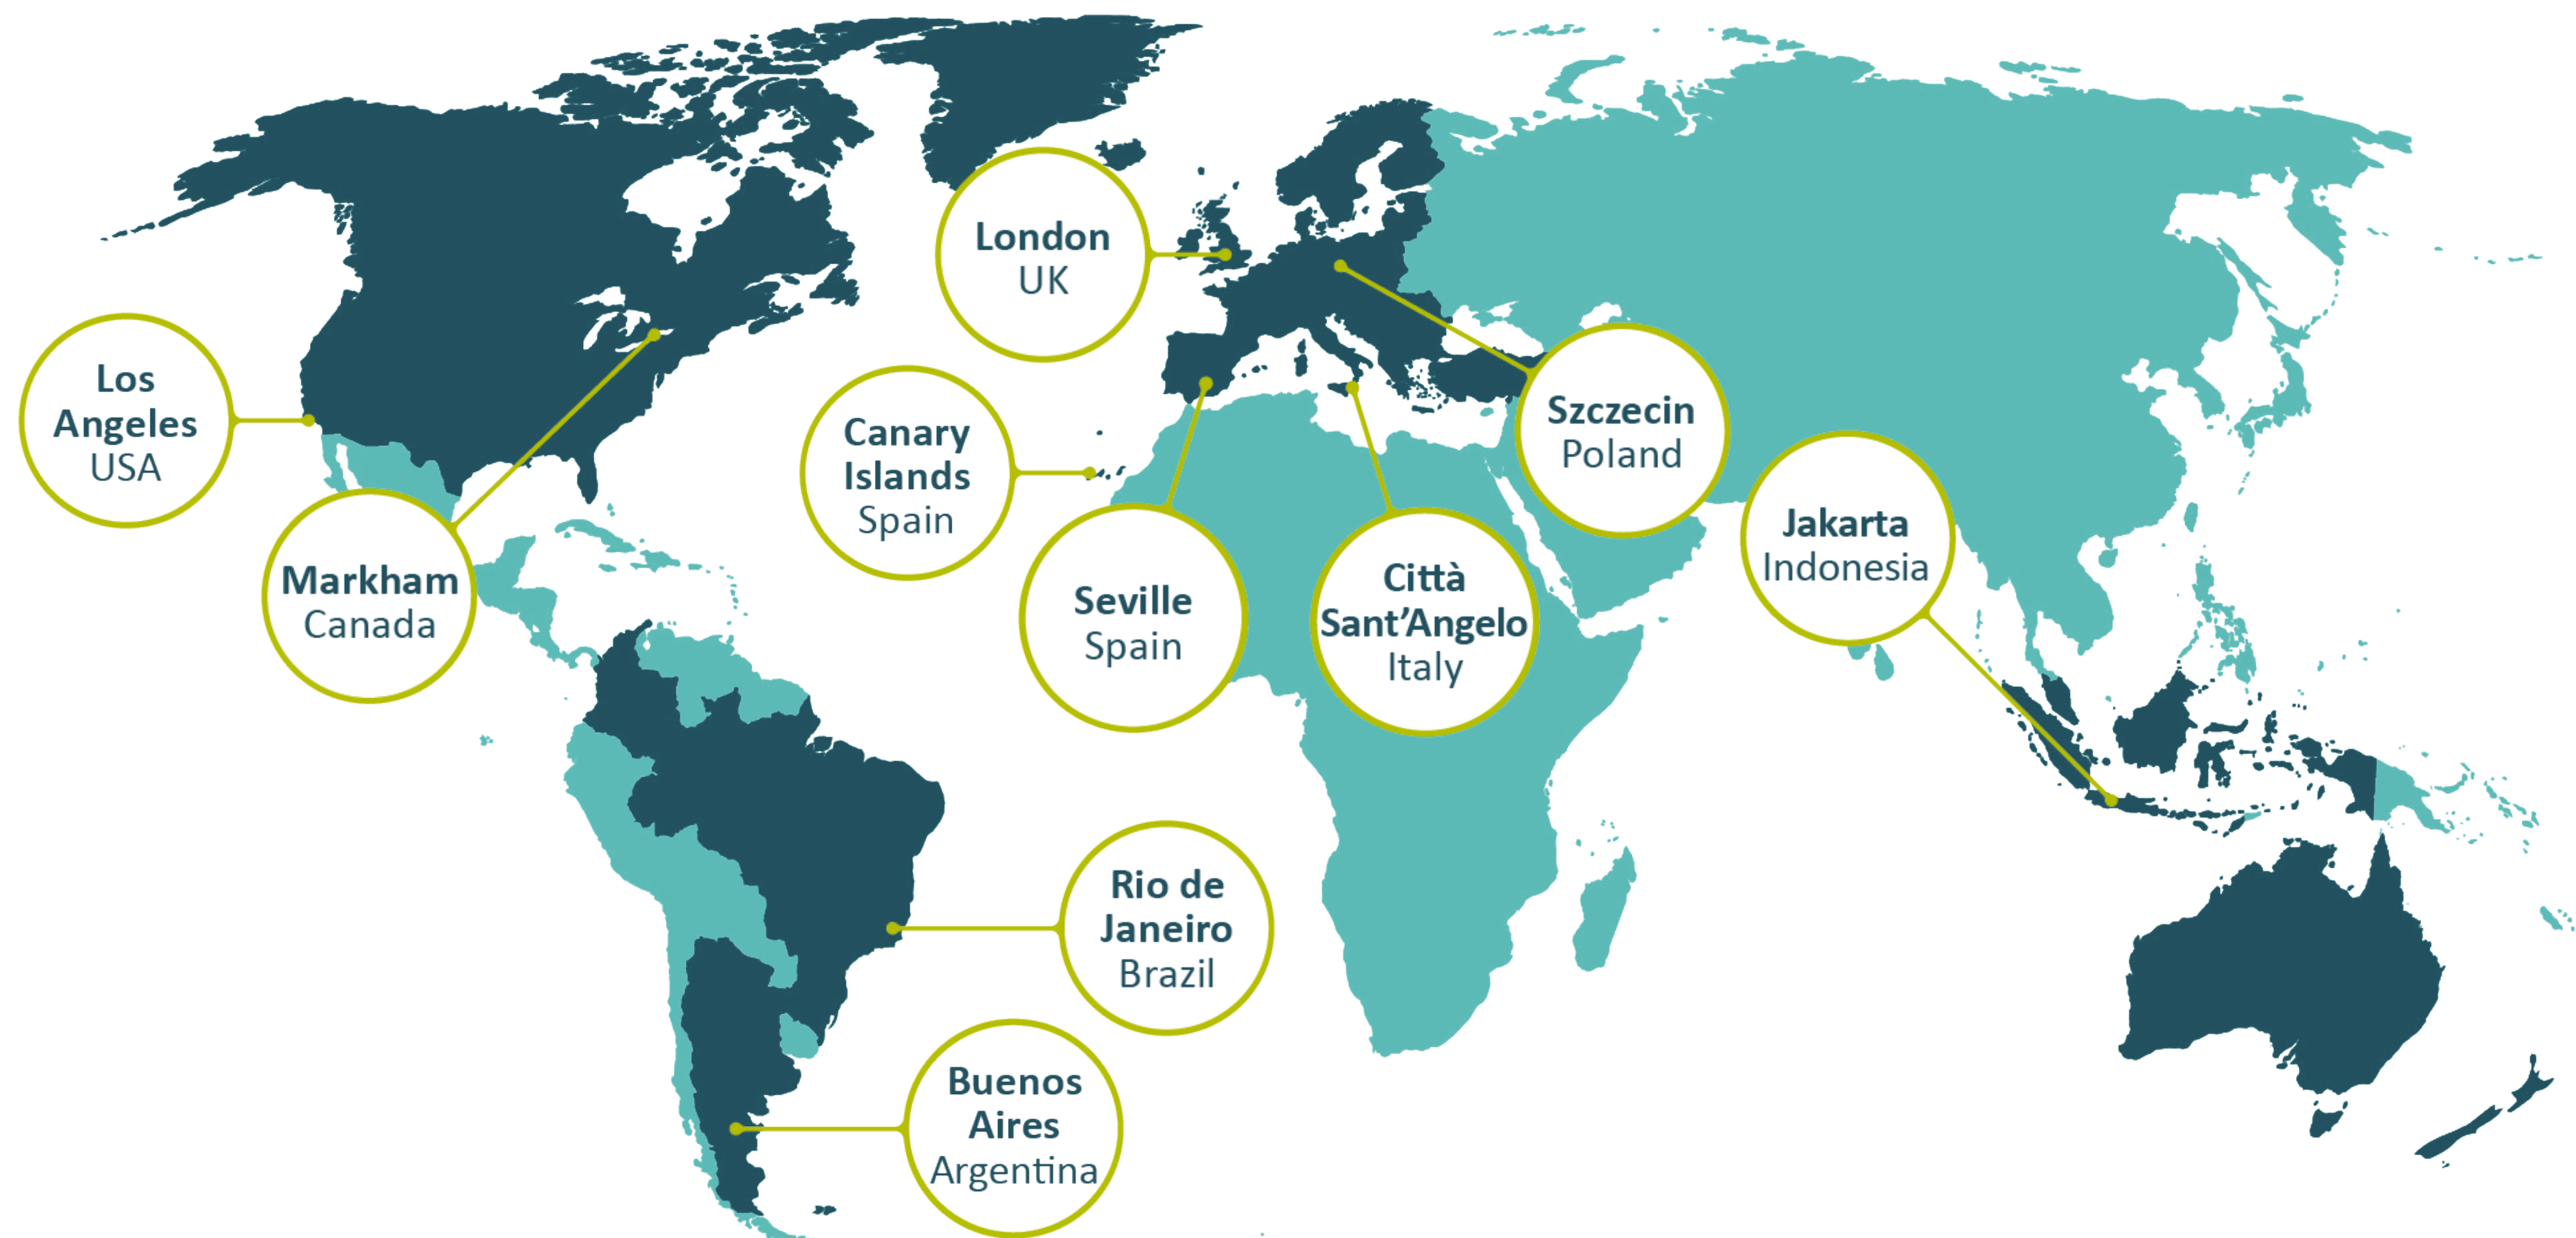 London
UK
Los
Angeles
USA
Canary
Islands
Spain
Szczecin
Poland
Markham
Canada
Seville
Spain
Città
Sant’Angelo
Italy
Jakarta
Indonesia
Rio de
Janeiro
Brazil
Buenos
Aires
Argentina